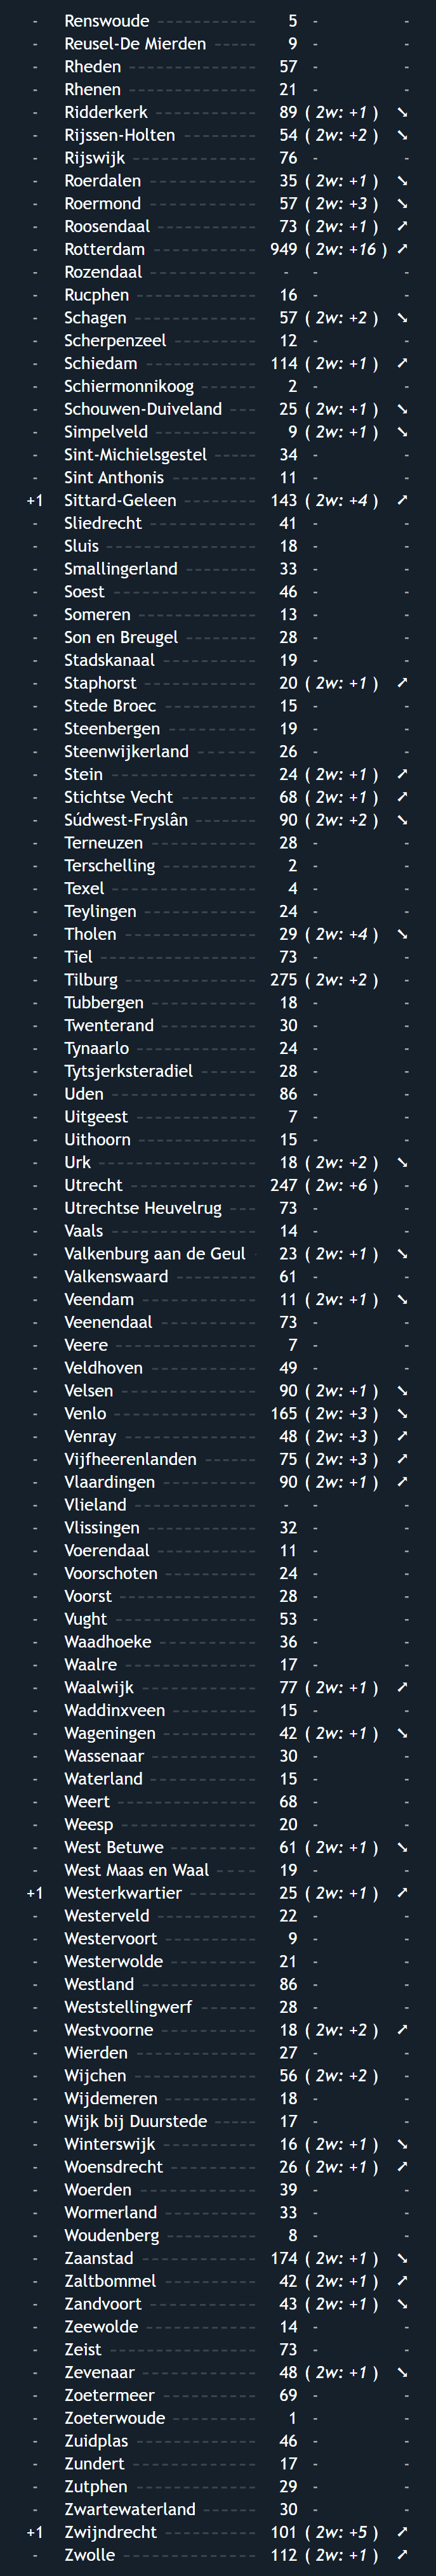 - Renswoude ------------ 5 - -
- Reusel-De Mierden ----- 9 - -
- Rheden --------------- 57 - -
- Rhenen --------------- 21 - -
- Ridderkerk ------------ 89 ( 2w: +1 ) ➘
- Rijssen-Holten --------- 54 ( 2w: +2 ) ➘
- Rijswijk --------------- 76 - -
- Roerdalen ------------- 35 ( 2w: +1 ) ➘
- Roermond ------------- 57 ( 2w: +3 ) ➘
- Roosendaal ------------ 73 ( 2w: +1 ) ➚
- Rotterdam ------------ 949 ( 2w: +16 ) ➚
- Rozendaal ------------- - - -
- Rucphen -------------- 16 - -
- Schagen -------------- 57 ( 2w: +2 ) ➘
- Scherpenzeel ---------- 12 - -
- Schiedam ------------- 114 ( 2w: +1 ) ➚
- Schiermonnikoog ------- 2 - -
- Schouwen-Duiveland --- 25 ( 2w: +1 ) ➘
- Simpelveld ------------ 9 ( 2w: +1 ) ➘
- Sint-Michielsgestel ----- 34 - -
- Sint Anthonis ---------- 11 - -
+1 Sittard-Geleen --------- 143 ( 2w: +4 ) ➚
- Sliedrecht ------------- 41 - -
- Sluis ----------------- 18 - -
- Smallingerland -------- 33 - -
- Soest ----------------- 46 - -
- Someren -------------- 13 - -
- Son en Breugel --------- 28 - -
- Stadskanaal ----------- 19 - -
- Staphorst ------------- 20 ( 2w: +1 ) ➚
- Stede Broec ----------- 15 - -
- Steenbergen ----------- 19 - -
- Steenwijkerland ------- 26 - -
- Stein ----------------- 24 ( 2w: +1 ) ➚
- Stichtse Vecht --------- 68 ( 2w: +1 ) ➚
- Súdwest-Fryslân ------- 90 ( 2w: +2 ) ➘
- Terneuzen ------------ 28 - -
- Terschelling ----------- 2 - -
- Texel ----------------- 4 - -
- Teylingen ------------- 24 - -
- Tholen --------------- 29 ( 2w: +4 ) ➘
- Tiel ------------------ 73 - -
- Tilburg --------------- 275 ( 2w: +2 ) -
- Tubbergen ------------ 18 - -
- Twenterand ----------- 30 - -
- Tynaarlo -------------- 24 - -
- Tytsjerksteradiel ------ 28 - -
- Uden ----------------- 86 - -
- Uitgeest -------------- 7 - -
- Uithoorn ------------- 15 - -
- Urk ------------------ 18 ( 2w: +2 ) ➘
- Utrecht --------------- 247 ( 2w: +6 ) -
- Utrechtse Heuvelrug --- 73 - -
- Vaals ---------------- 14 - -
- Valkenburg aan de Geul - 23 ( 2w: +1 ) ➘
- Valkenswaard --------- 61 - -
- Veendam ------------- 11 ( 2w: +1 ) ➘
- Veenendaal ----------- 73 - -
- Veere ---------------- 7 - -
- Veldhoven ------------ 49 - -
- Velsen --------------- 90 ( 2w: +1 ) ➘
- Venlo ---------------- 165 ( 2w: +3 ) ➘
- Venray --------------- 48 ( 2w: +3 ) ➚
- Vijfheerenlanden ------ 75 ( 2w: +3 ) ➚
- Vlaardingen ----------- 90 ( 2w: +1 ) ➚
- Vlieland -------------- - - -
- Vlissingen ------------ 32 - -
- Voerendaal ----------- 11 - -
- Voorschoten ---------- 24 - -
- Voorst --------------- 28 - -
- Vught ---------------- 53 - -
- Waadhoeke ----------- 36 - -
- Waalre --------------- 17 - -
- Waalwijk ------------- 77 ( 2w: +1 ) ➚
- Waddinxveen ---------- 15 - -
- Wageningen ----------- 42 ( 2w: +1 ) ➘
- Wassenaar ------------ 30 - -
- Waterland ------------ 15 - -
- Weert ---------------- 68 - -
- Weesp --------------- 20 - -
- West Betuwe ---------- 61 ( 2w: +1 ) ➘
- West Maas en Waal ---- 19 - -
+1 Westerkwartier -------- 25 ( 2w: +1 ) ➚
- Westerveld ----------- 22 - -
- Westervoort ---------- 9 - -
- Westerwolde ---------- 21 - -
- Westland ------------- 86 - -
- Weststellingwerf ------ 28 - -
- Westvoorne ----------- 18 ( 2w: +2 ) ➚
- Wierden -------------- 27 - -
- Wijchen -------------- 56 ( 2w: +2 ) -
- Wijdemeren ----------- 18 - -
- Wijk bij Duurstede ----- 17 - -
- Winterswijk ----------- 16 ( 2w: +1 ) ➘
- Woensdrecht ---------- 26 ( 2w: +1 ) ➚
- Woerden ------------- 39 - -
- Wormerland ---------- 33 - -
- Woudenberg ---------- 8 - -
- Zaanstad ------------- 174 ( 2w: +1 ) ➘
- Zaltbommel ----------- 42 ( 2w: +1 ) ➚
- Zandvoort ------------ 43 ( 2w: +1 ) ➘
- Zeewolde ------------- 14 - -
- Zeist ----------------- 73 - -
- Zevenaar ------------- 48 ( 2w: +1 ) ➘
- Zoetermeer ----------- 69 - -
- Zoeterwoude ---------- 1 - -
- Zuidplas -------------- 46 - -
- Zundert -------------- 17 - -
- Zutphen -------------- 29 - -
- Zwartewaterland ------ 30 - -
+1 Zwijndrecht ----------- 101 ( 2w: +5 ) ➚
- Zwolle --------------- 112 ( 2w: +1 ) ➚